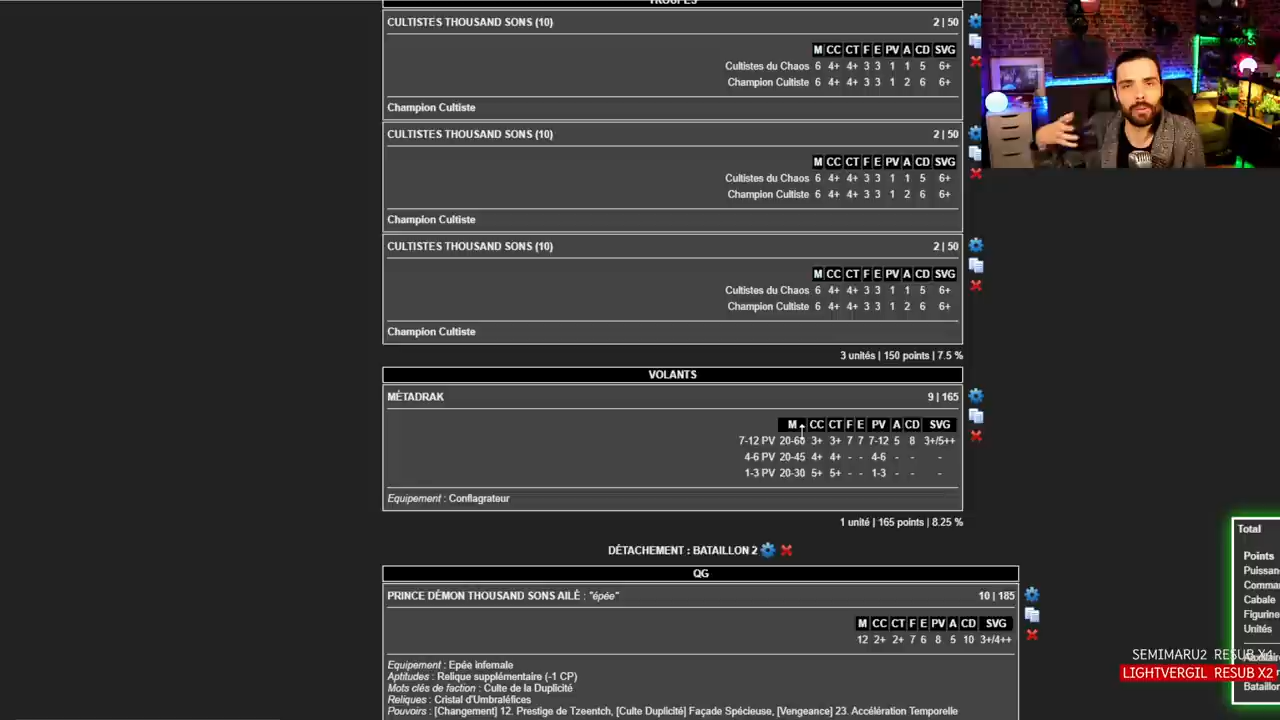 TROUPES
CULTISTES THOUSAND SONS (10) 2 | 50
M CC CT F E PV A CD SVG
Cultistes du Chaos 6 4+ 4+ 3 3 1 1 5 6+
Champion Cultiste 6 4+ 4+ 3 3 1 2 6 6+
Champion Cultiste
CULTISTES THOUSAND SONS (10) 2 | 50
M CC CT F E PV A CD SVG
Cultistes du Chaos 6 4+ 4+ 3 3 1 1 5 6+
Champion Cultiste 6 4+ 4+ 3 3 1 2 6 6+
Champion Cultiste
CULTISTES THOUSAND SONS (10) 2 | 50
M CC CT F E PV A CD SVG
Cultistes du Chaos 6 4+ 4+ 3 3 1 1 5 6+
Champion Cultiste 6 4+ 4+ 3 3 1 2 6 6+
Champion Cultiste
3 unités | 150 points | 7.5 %
VOLANTS
MÉTADRAK 9 | 165
M CC CT F E PV A CD SVG
7-12 PV 20-60 3+ 3+ 7 7 7-12 5 8 3+/5++
4-6 PV 20-45 4+ 4+ - - 4-6 - - -
1-3 PV 20-30 5+ 5+ - - 1-3 - - -
Equipement : Conflagrateur
1 unité | 165 points | 8.25 %
DÉTACHEMENT : BATAILLON 2
QG
PRINCE DÉMON THOUSAND SONS AILÉ : "épée" 10 | 185
M CC CT F E PV A CD SVG
12 2+ 2+ 7 6 8 5 10 3+/4++
Equipement : Epée infernale
Aptitudes : Relique supplémentaire (-1 CP)
Mots clés de faction : Culte de la Duplicité
Reliques : Cristal d'Umbraléfices
Pouvoirs : [Changement] 12. Prestige de Tzeentch, [Culte Duplicité] Façade Spécieuse, [Vengeance] 23. Accélération Temporelle
Total
Points
Puissan
Comma
Cabale
Figurine
Unités
SEMIMARU2 RESUB X4
LIGHTVERGIL RESUB X2
Bataillon